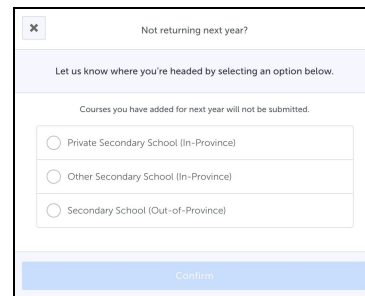 Not returning next year?
Let us know where you're headed by selecting an option below.
Courses you have added for next year will not be submitted.
Private Secondary School (In-Province)
Other Secondary School (In-Province)
Secondary School (Out-of-Province)
Confirm